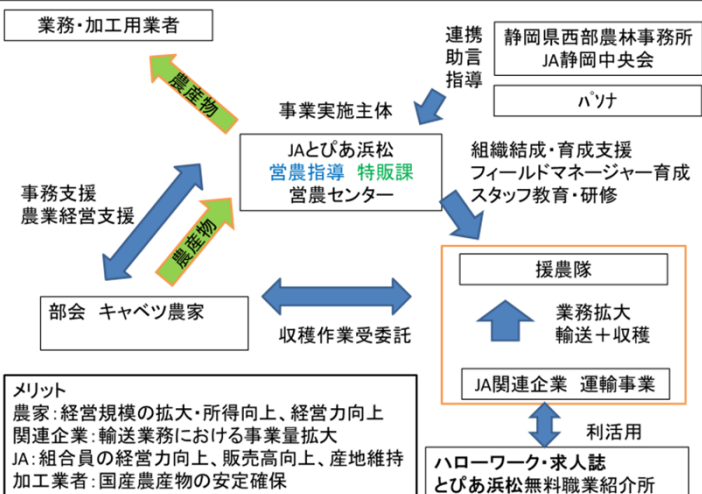 業務・加工用業者
農産物
事業実施主体
連携
助言
指導
静岡県西部農林事務所
JA静岡中央会
パソナ
JAとぴあ浜松
営農指導 特販課
営農センター
組織結成・育成支援
フィールドマネージャー育成
スタッフ教育・研修
事務支援
農業経営支援
農産物
部会 キャベツ農家
収穫作業受委託
援農隊
業務拡大
輸送＋収穫
JA関連企業 運輸事業
利活用
メリット
農家：経営規模の拡大・所得向上、経営力向上
関連企業：輸送業務における事業量拡大
JA：組合員の経営力向上、販売高向上、産地維持
加工業者：国産農産物の安定確保
ハローワーク・求人誌
とぴあ浜松無料職業紹介所